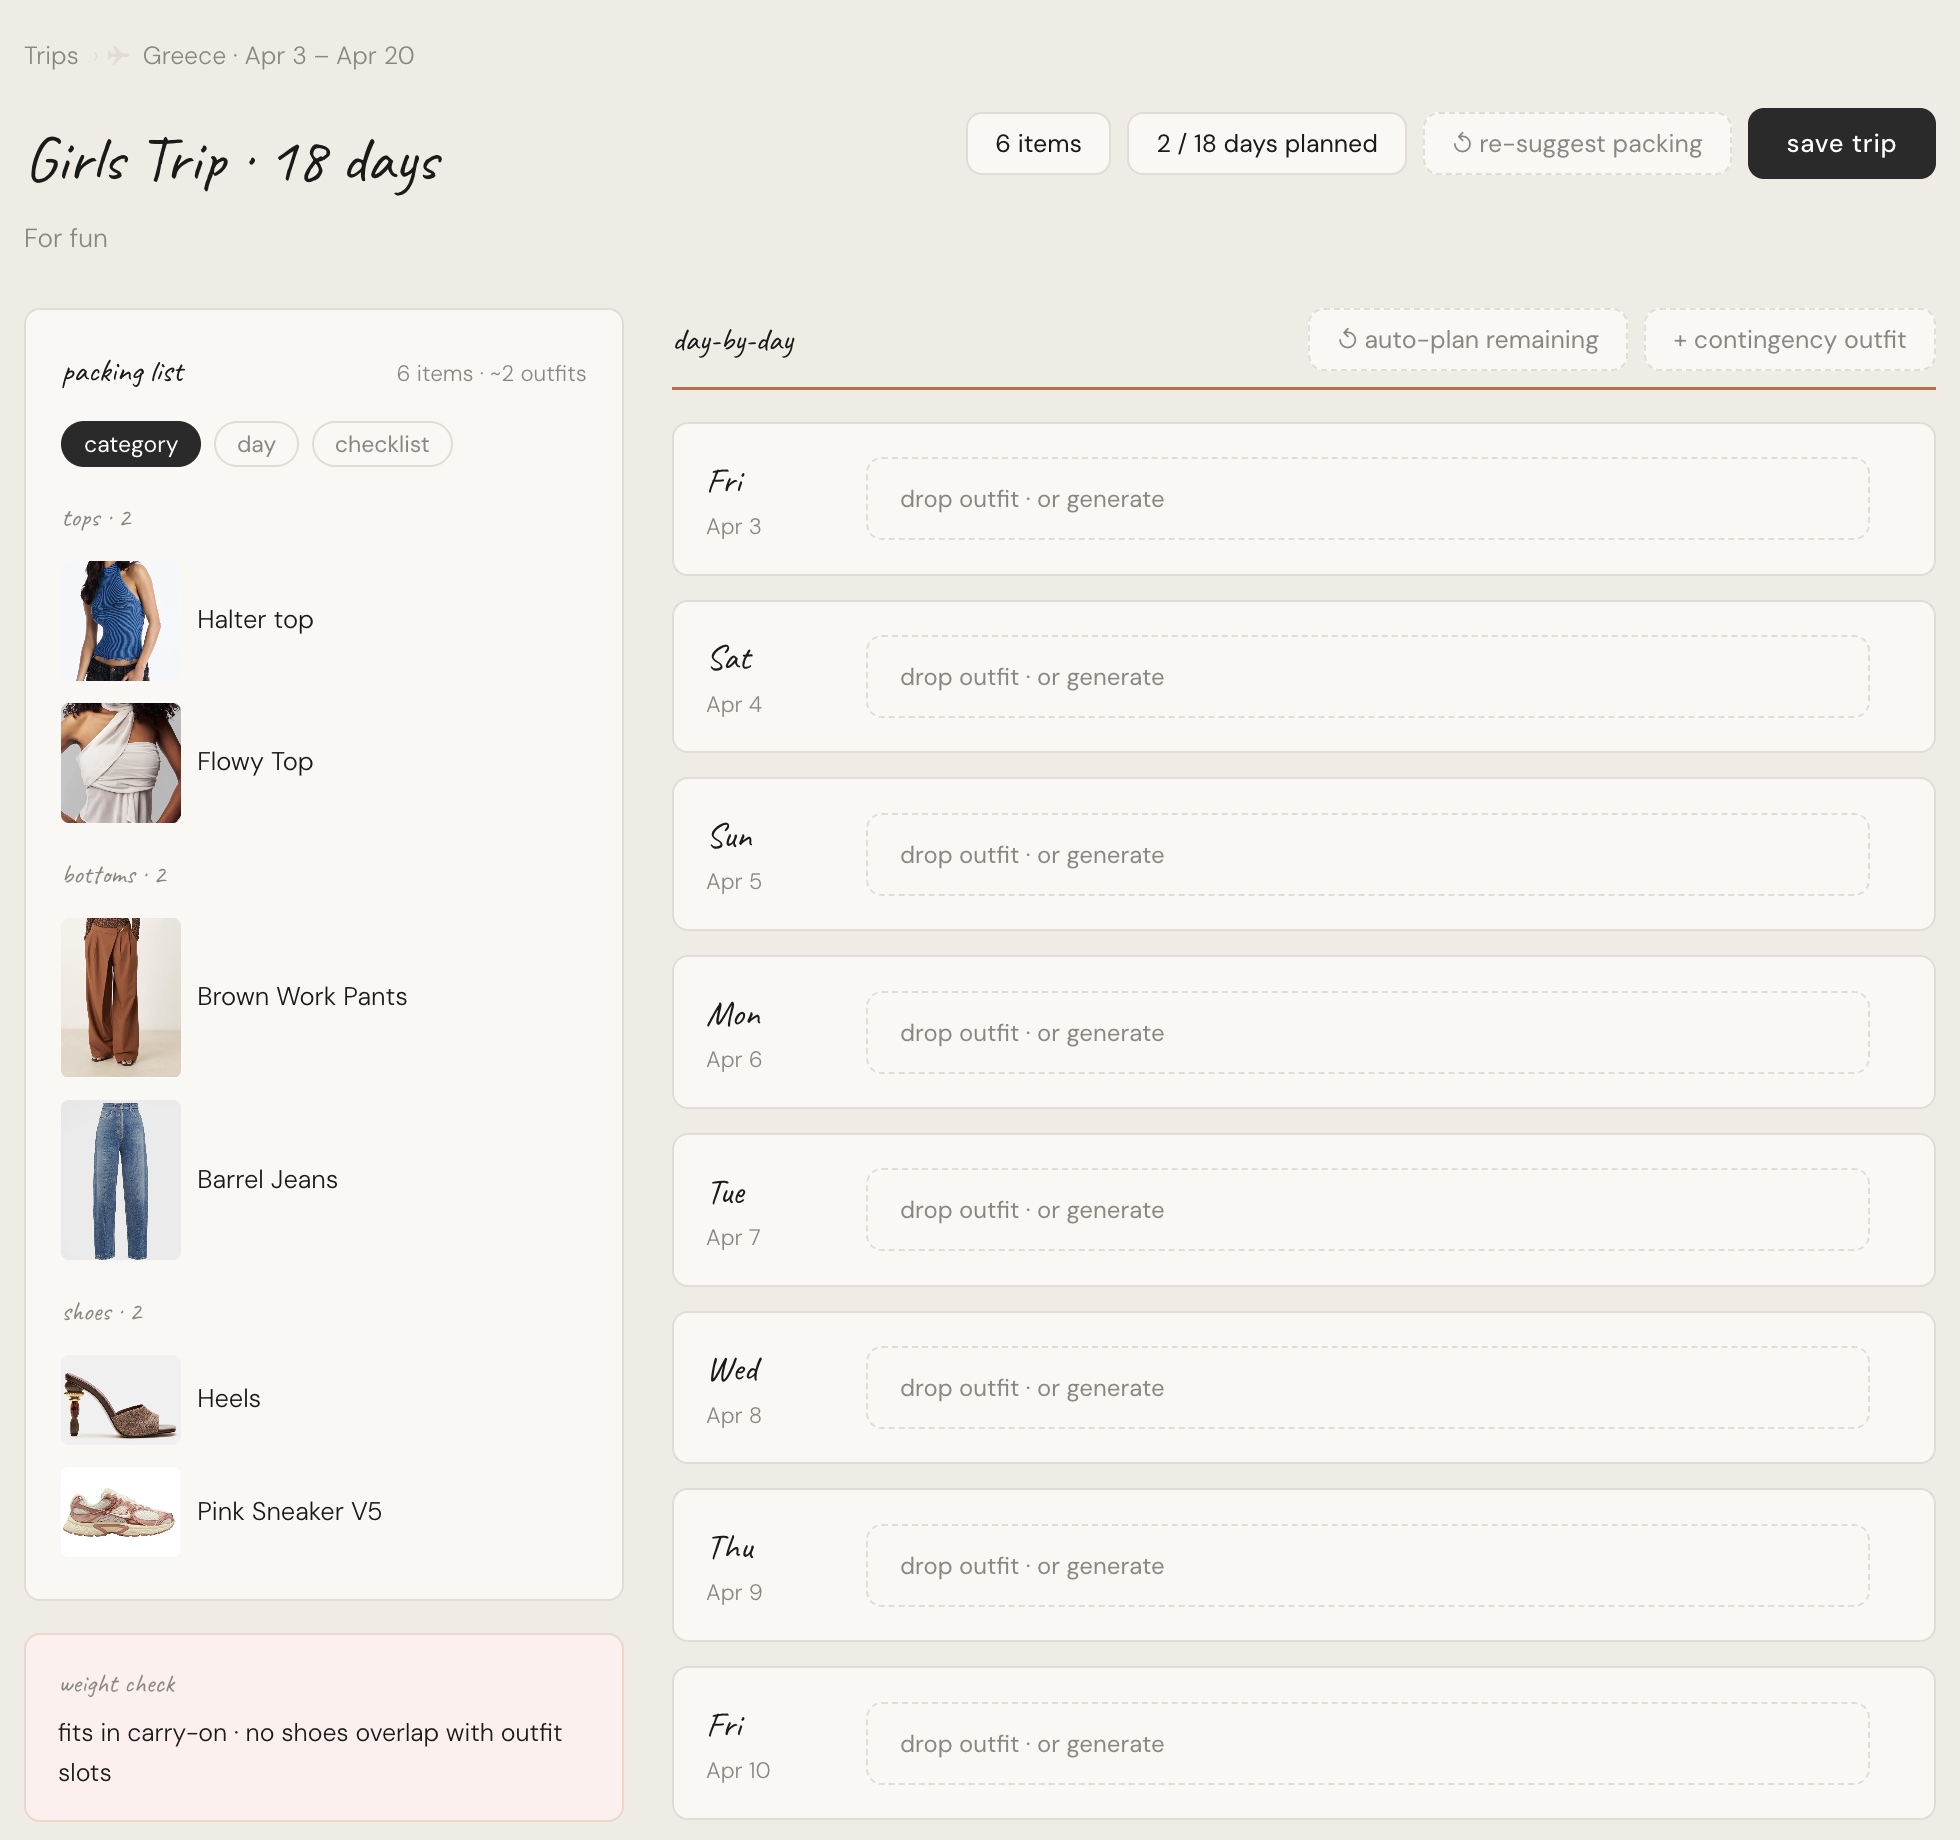 Trips › ✈ Greece · Apr 3 – Apr 20
Girls Trip · 18 days
6 items
2 / 18 days planned
↺ re-suggest packing
save trip
For fun
packing list
6 items · ~2 outfits
category
day
checklist
tops · 2
Halter top
Flowy Top
bottoms · 2
Brown Work Pants
Barrel Jeans
shoes · 2
Heels
Pink Sneaker V5
weight check
fits in carry-on · no shoes overlap with outfit
slots
day-by-day
↺ auto-plan remaining
+ contingency outfit
Fri
Apr 3
drop outfit · or generate
Sat
Apr 4
drop outfit · or generate
Sun
Apr 5
drop outfit · or generate
Mon
Apr 6
drop outfit · or generate
Tue
Apr 7
drop outfit · or generate
Wed
Apr 8
drop outfit · or generate
Thu
Apr 9
drop outfit · or generate
Fri
Apr 10
drop outfit · or generate